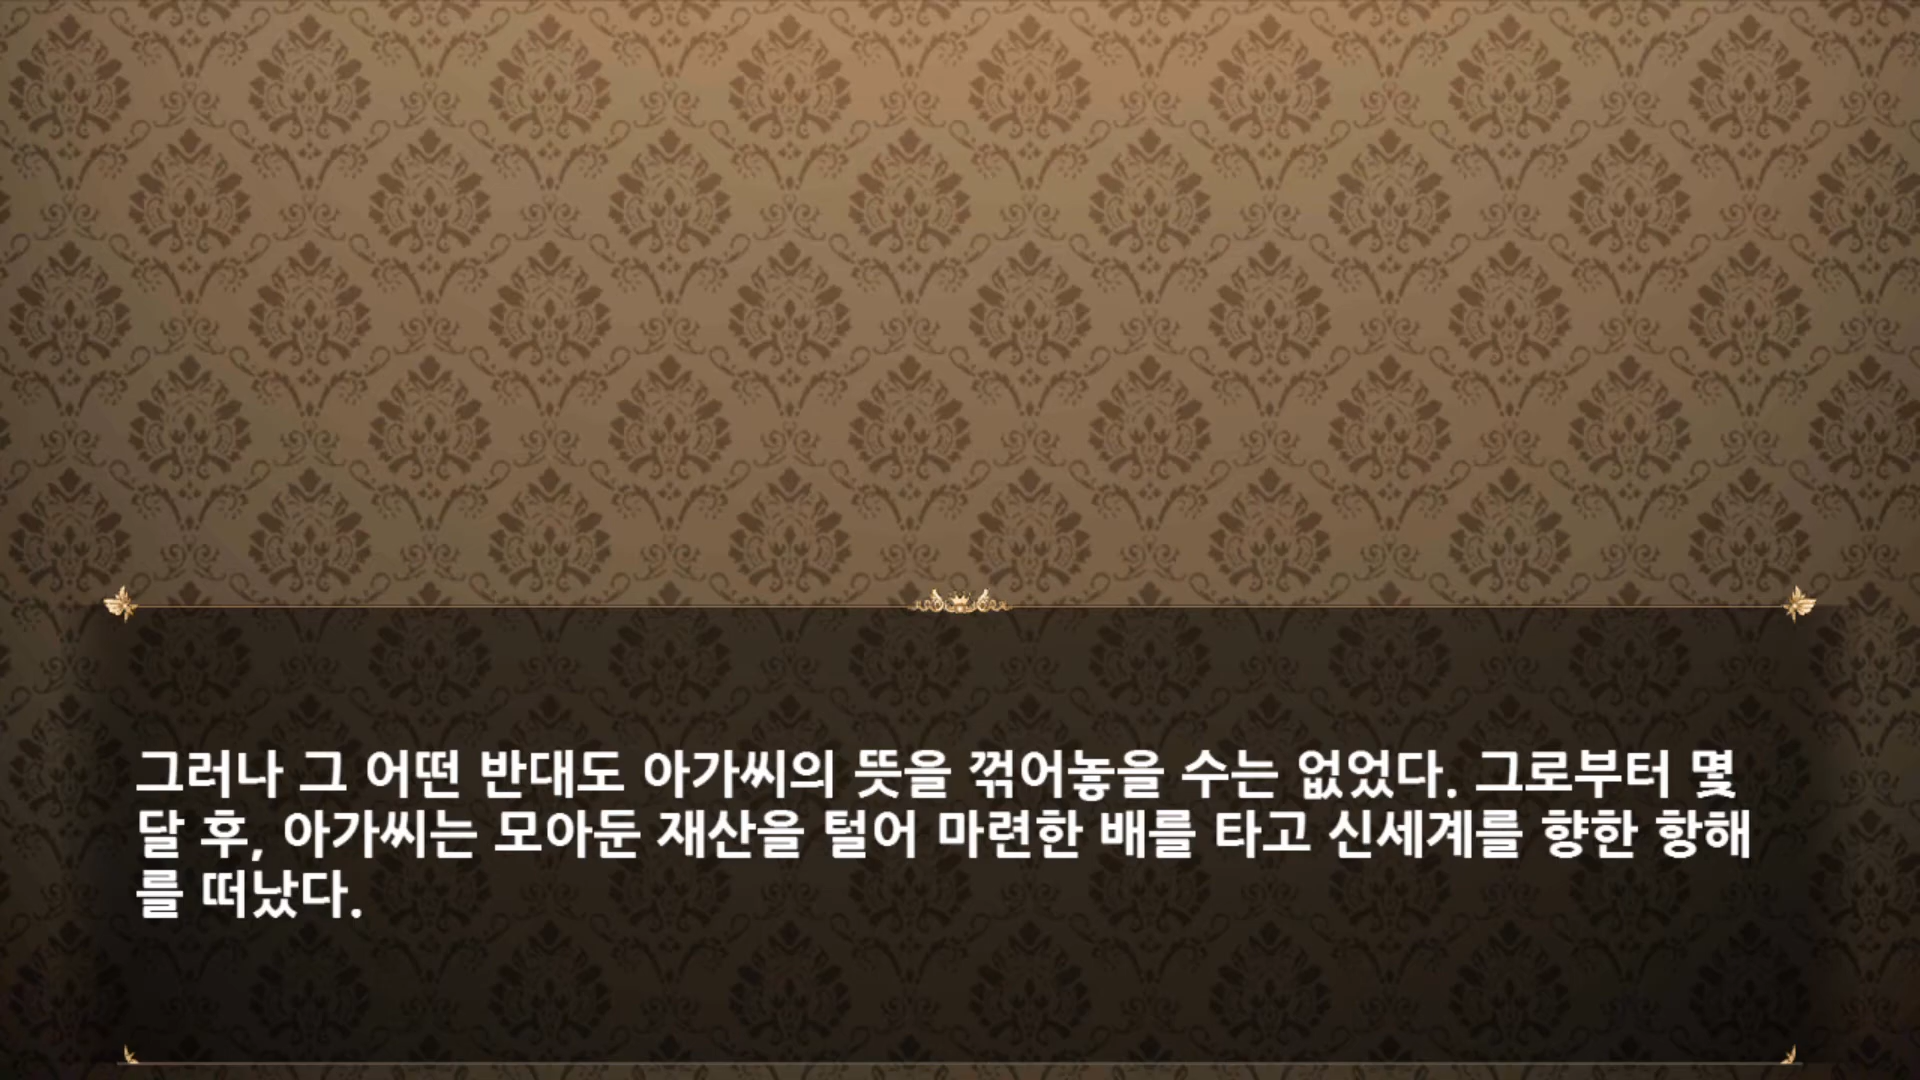 그러나 그 어떤 반대도 아가씨의 뜻을 꺾어놓을 수는 없었다. 그로부터 몇
달 후, 아가씨는 모아둔 재산을 털어 마련한 배를 타고 신세계를 향한 항해
를 떠났다.